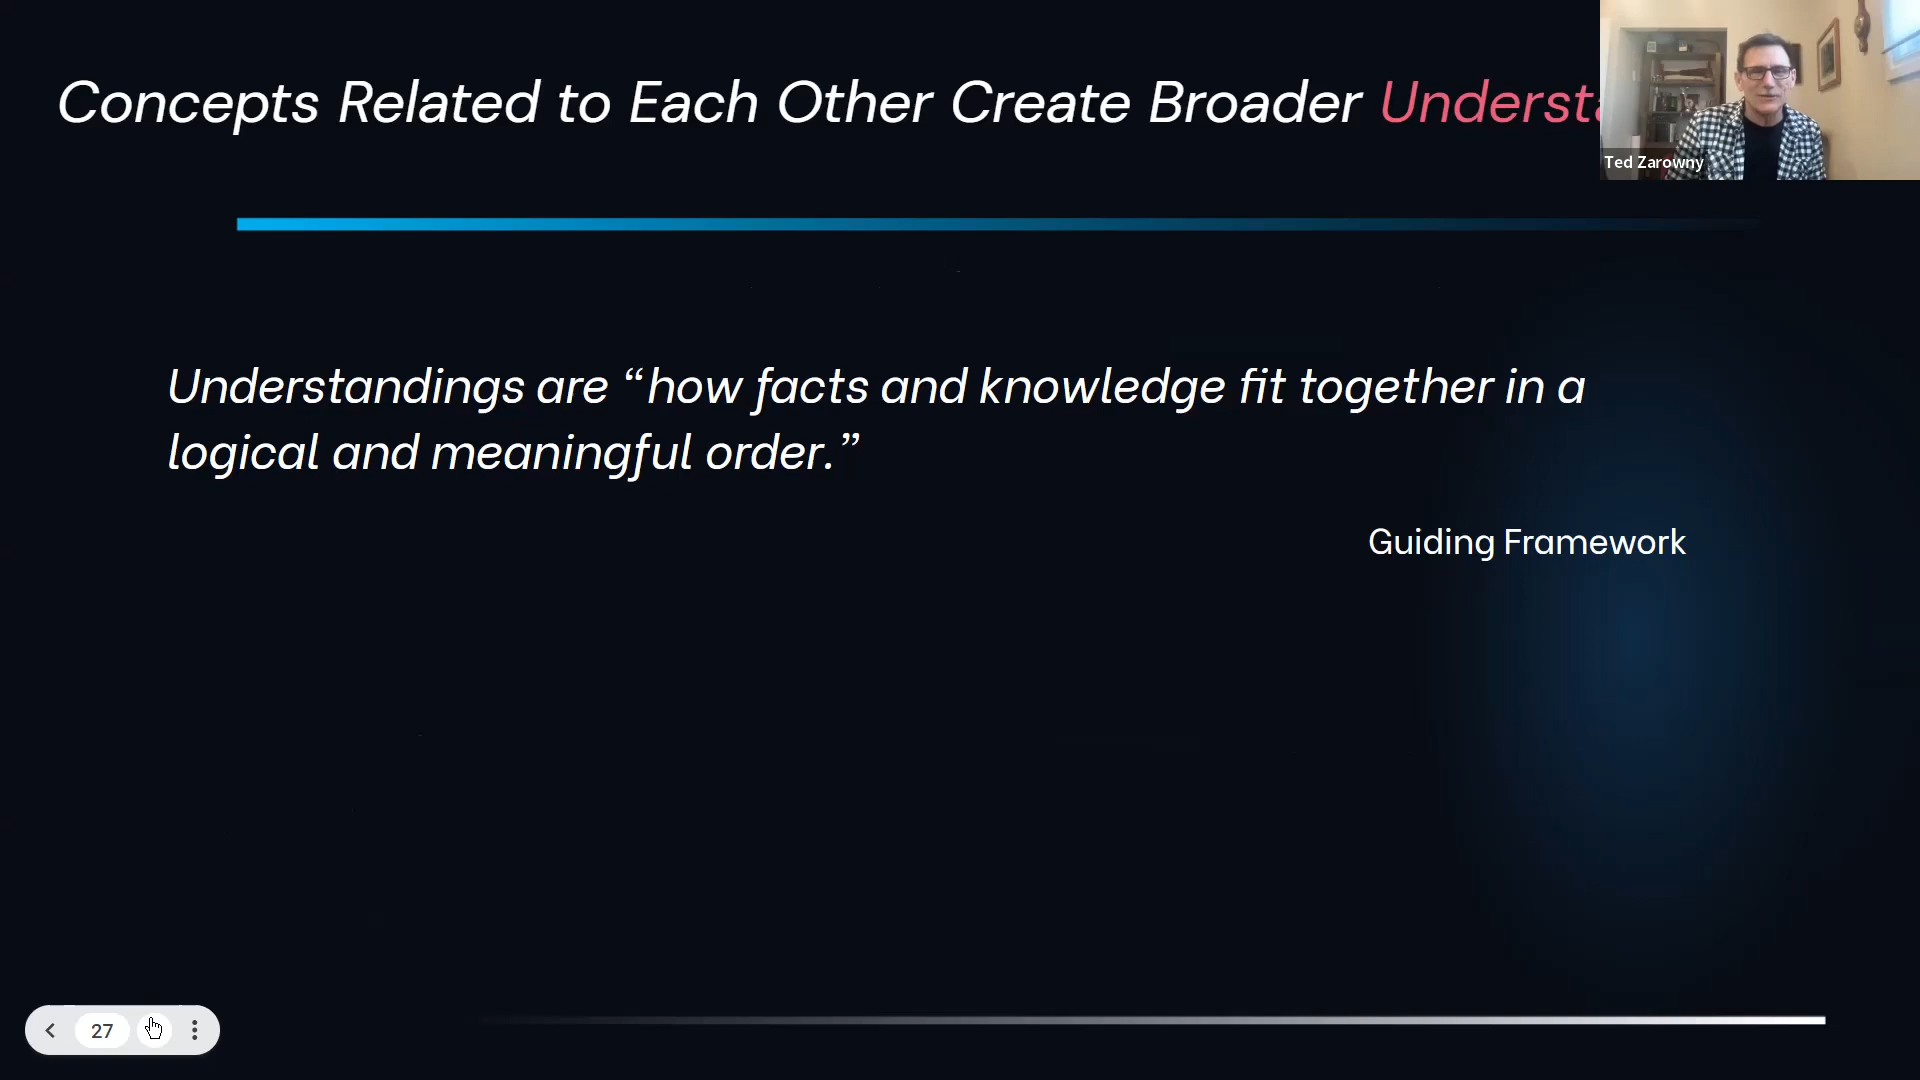 Concepts Related to Each Other Create Broader
Ted Zarowny
Understandings are “how facts and knowledge fit together in a
logical and meaningful order.”
Guiding Framework
27